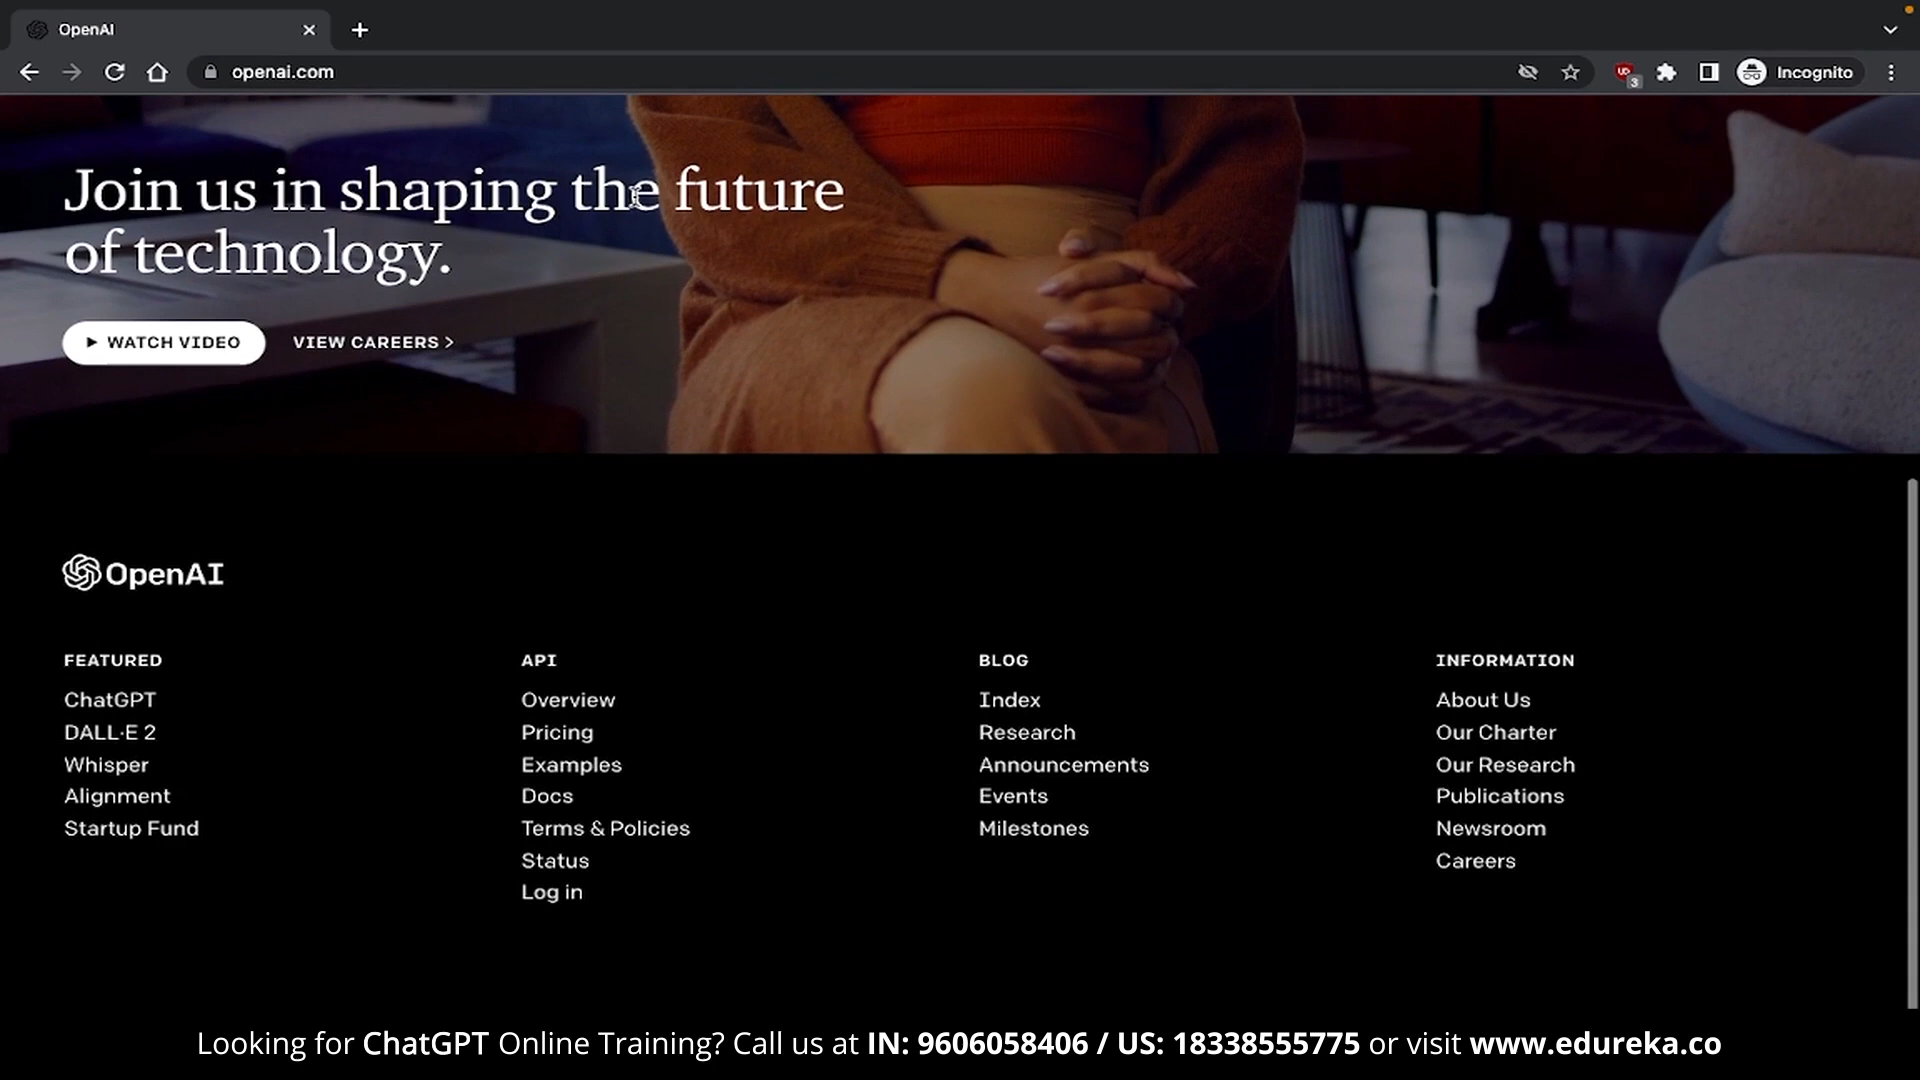 OpenAI
openai.com
3
Incognito
Join us in shaping the future
of technology.
WATCH VIDEO
VIEW CAREERS >
OpenAI
FEATURED
ChatGPT
DALL·E 2
Whisper
Alignment
Startup Fund
API
Overview
Pricing
Examples
Docs
Terms & Policies
Status
Log in
BLOG
Index
Research
Announcements
Events
Milestones
INFORMATION
About Us
Our Charter
Our Research
Publications
Newsroom
Careers
Looking for ChatGPT Online Training? Call us at IN: 9606058406 / US: 18338555775 or visit www.edureka.co